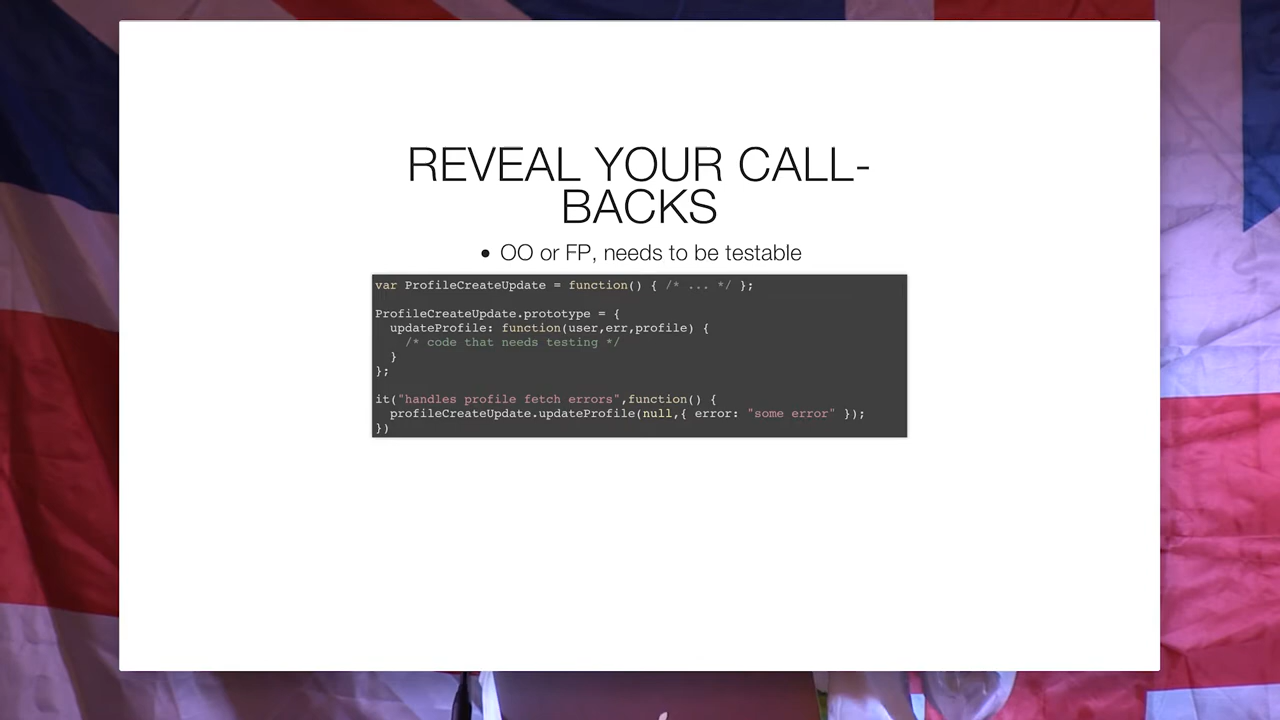 REVEAL YOUR CALL-
BACKS
• OO or FP, needs to be testable
var ProfileCreateUpdate = function() { /* ... */ };
ProfileCreateUpdate.prototype = {
  updateProfile: function(user,err,profile) {
    /* code that needs testing */
  }
};
it("handles profile fetch errors",function() {
  profileCreateUpdate.updateProfile(null,{ error: "some error" });
})